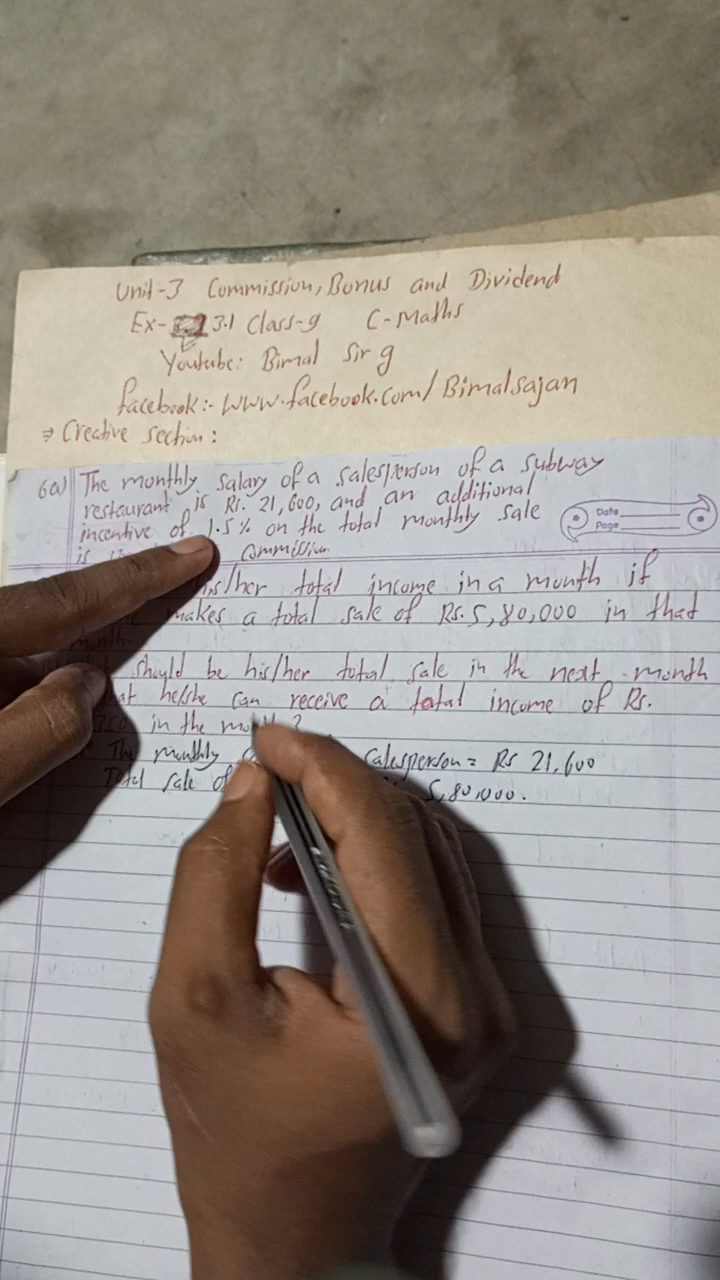 Unit-3 Commission, Bonus and Dividend
Ex- 3.1 Class-9 C-Maths
Youtube: Bimal Sir g
facebook:- www.facebook.com/Bimalsajan
⇒ Creative section:
6a) The monthly salary of a salesperson of a subway
restaurant is Rs. 21,600, and an additional
incentive of 1.5% on the total monthly sale
Date
Page
is commission
his/her total income in a month if
makes a total sale of Rs. 5,80,000 in that
month.
should be his/her total sale in the next month
at he/she can receive a total income of Rs.
in the month?
The monthly salesperson = Rs 21,600
Total sale of 5,80,000.